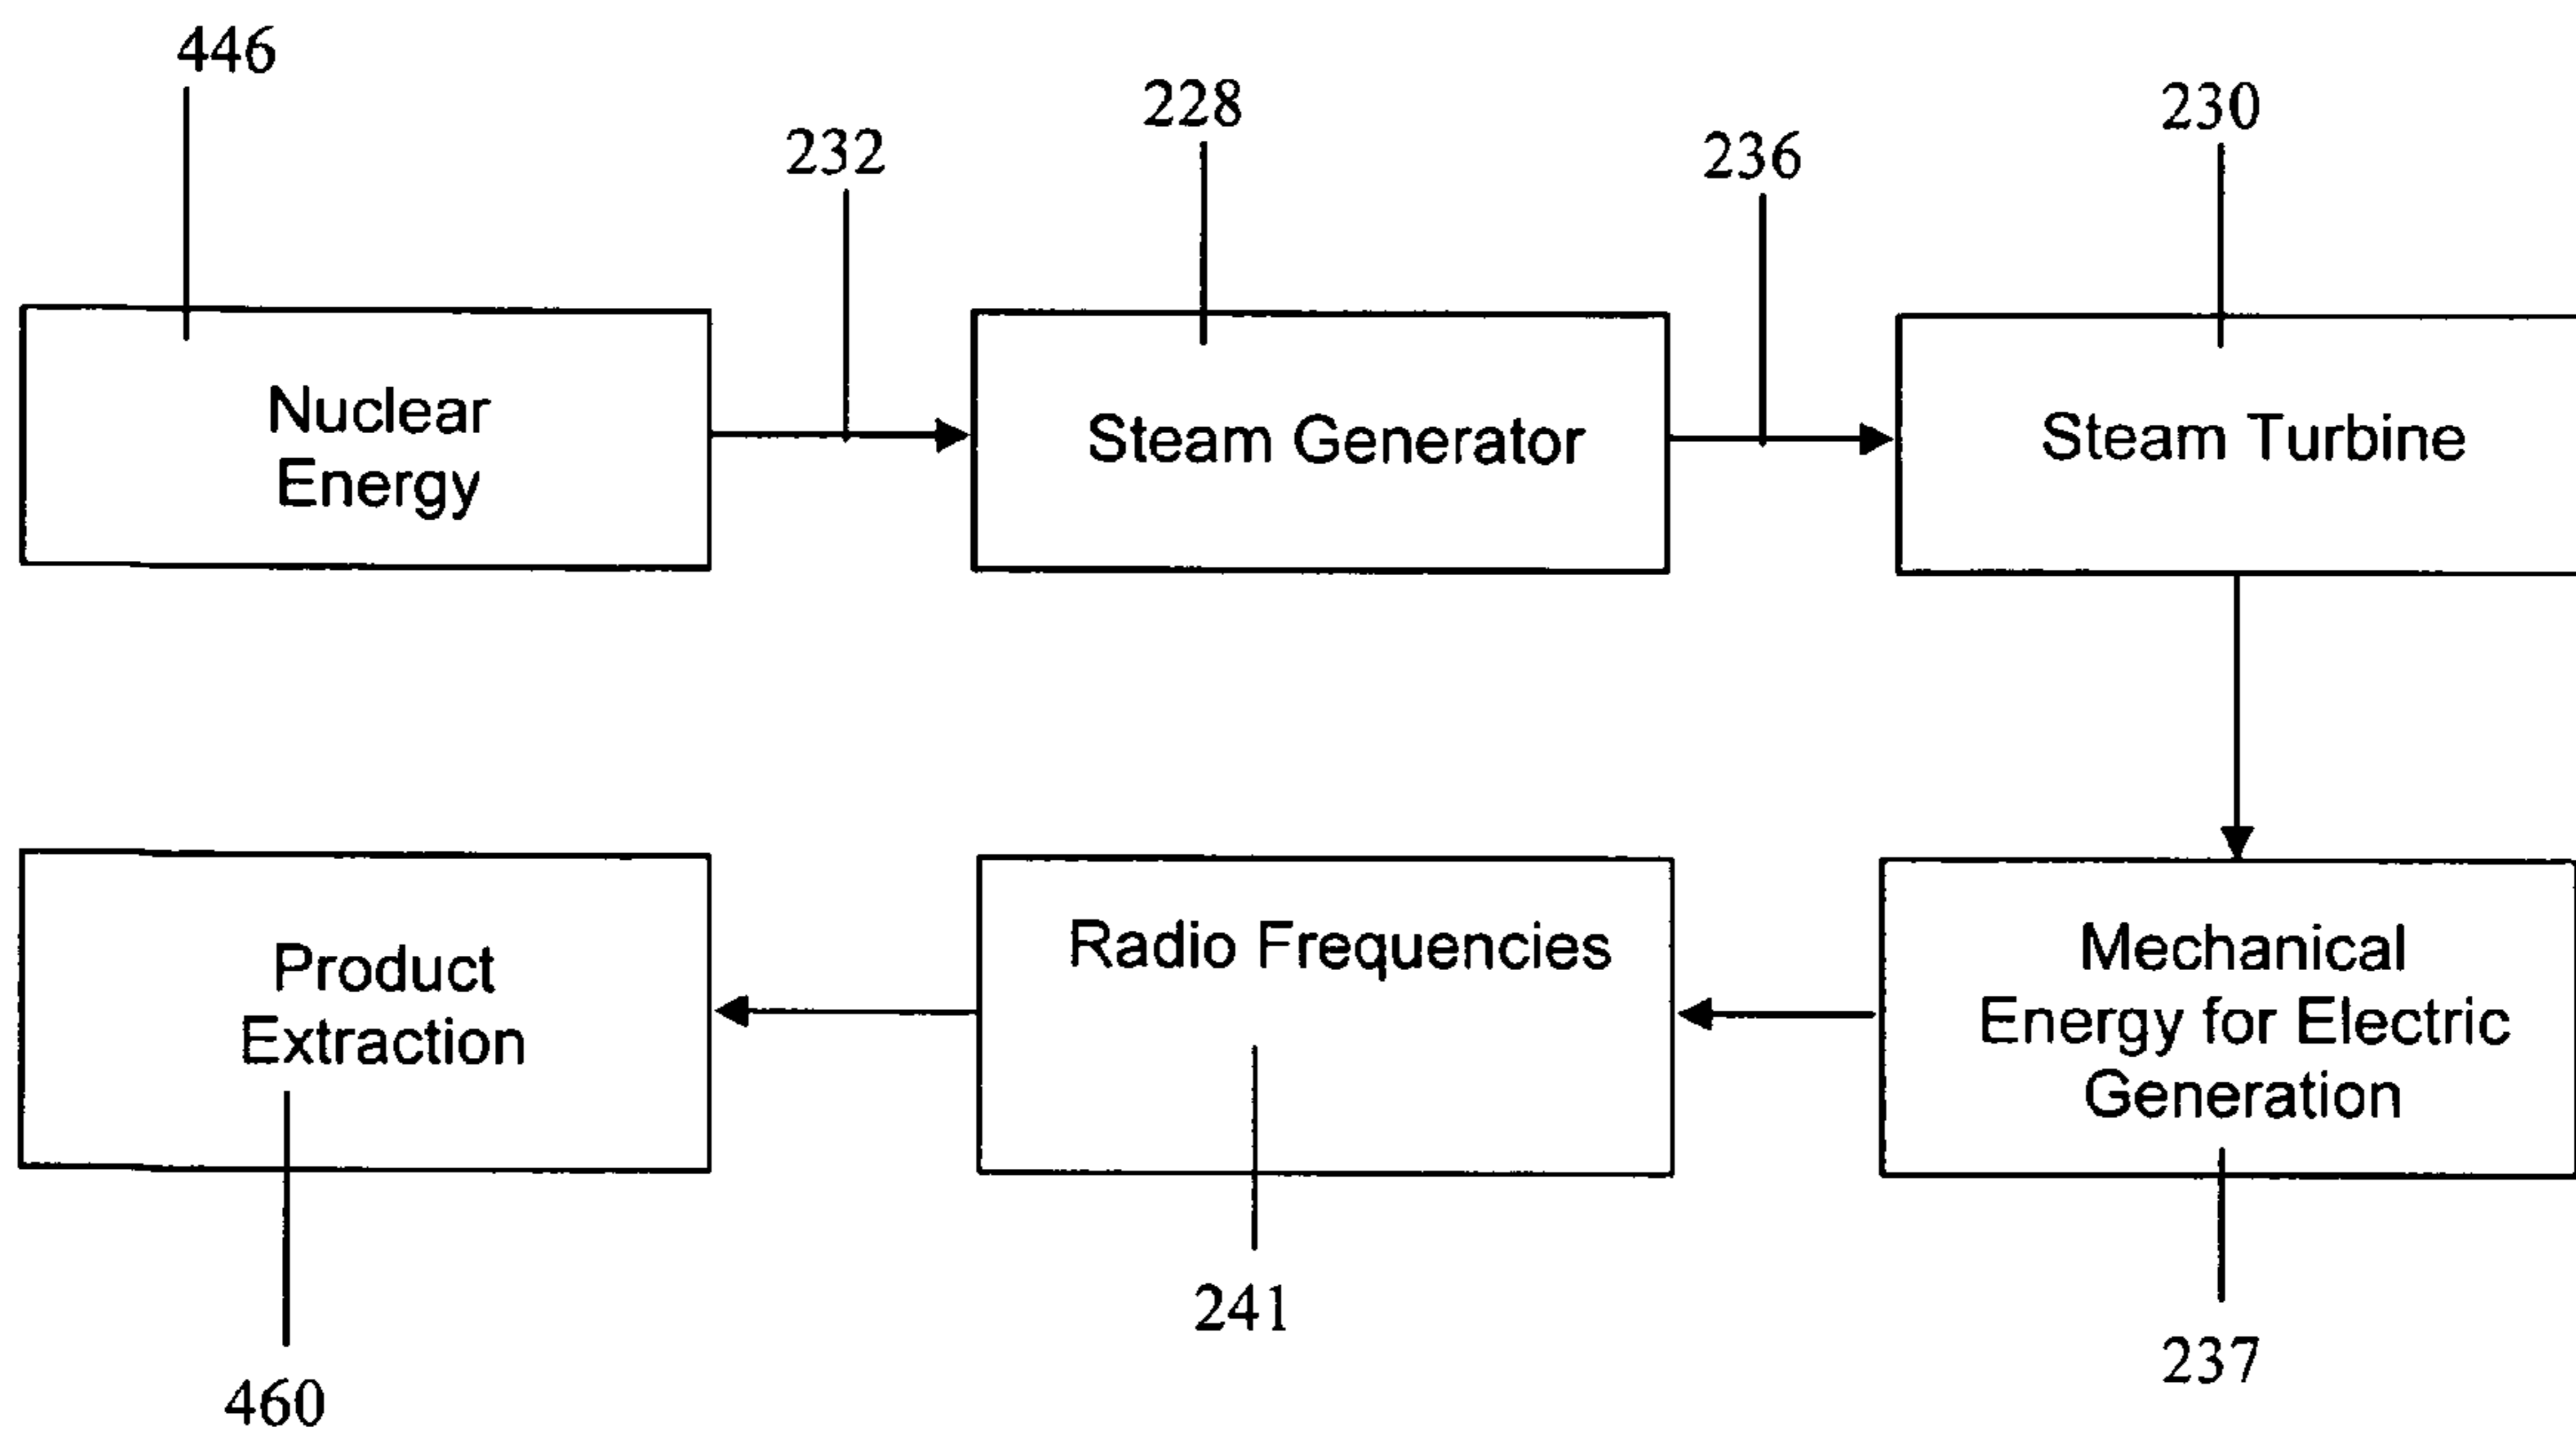 446
232
228
236
230
Nuclear
Energy
Steam Generator
Steam Turbine
Product
Extraction
Radio Frequencies
Mechanical
Energy for Electric
Generation
460
241
237